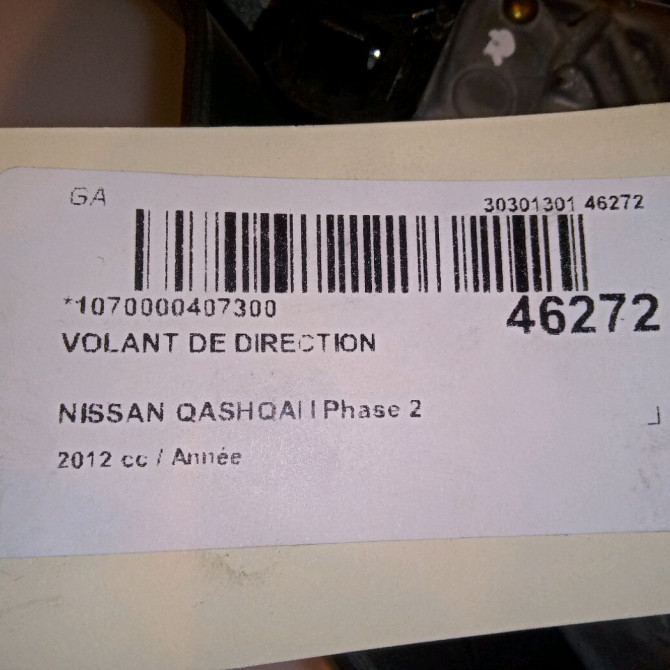 GA
30301301 46272
*1070000407300
46272
VOLANT DE DIRECTION
NISSAN QASHQAI I Phase 2
2012 cc / Année